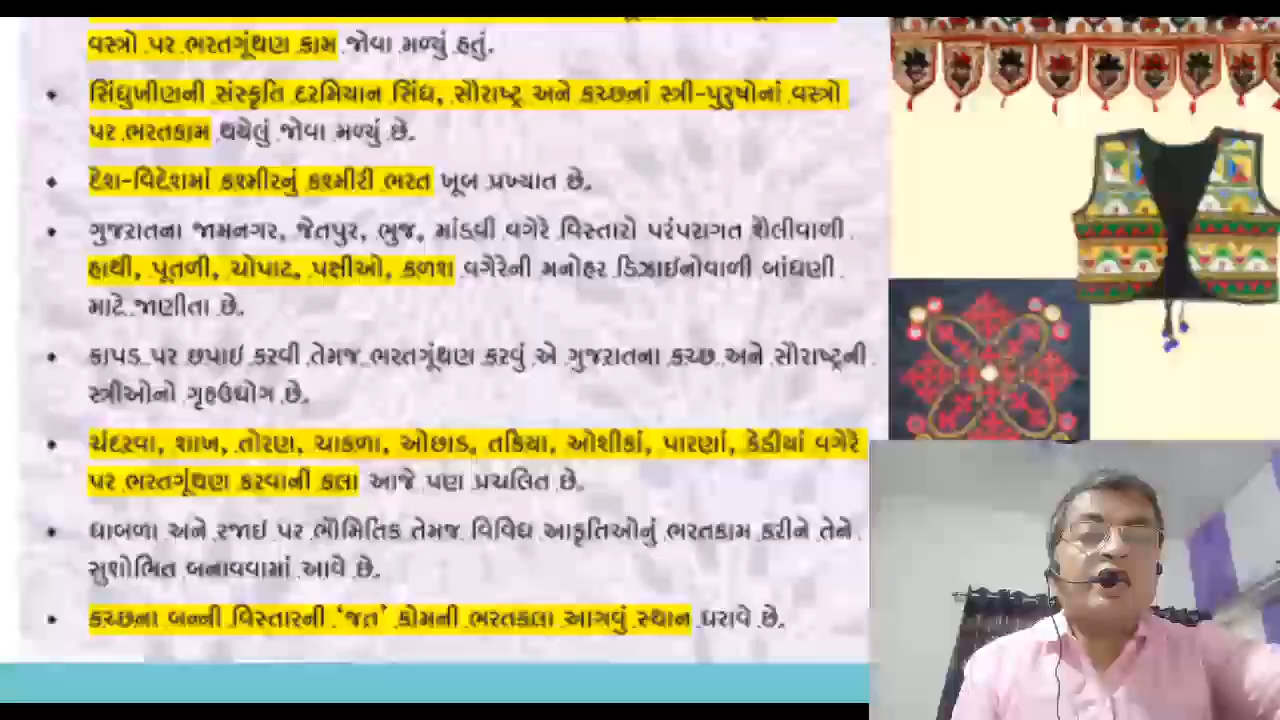 વસ્ત્રો પર ભરતગૂંથણ કામ જોવા મળ્યું હતું.
• સિંધુખીણની સંસ્કૃતિ દરમિયાન સિંધ, સૌરાષ્ટ્ર અને કચ્છનાં સ્ત્રી-પુરુષોનાં વસ્ત્રો
પર ભરતકામ થયેલું જોવા મળ્યું છે.
• દેશ-વિદેશમાં કશ્મીરનું કશ્મીરી ભરત ખૂબ પ્રખ્યાત છે.
ગુજરાતના જામનગર, જેતપુર, ભુજ, માંડવી વગેરે વિસ્તારો પરંપરાગત શૈલીવાળી
હાથી, પૂતળી, ચોપાટ, પક્ષીઓ, કળશ વગેરેની મનોહર ડિઝાઈનોવાળી બાંધણી
માટે જાણીતા છે.
• કાપડ પર છપાઈ કરવી તેમજ ભરતગૂંથણ કરવું એ ગુજરાતના કચ્છ અને સૌરાષ્ટ્રની
સ્ત્રીઓનો ગૃહઉદ્યોગ છે.
• ચંદરવા, શાખ, તોરણ, ચાકળા, ઓછાડ, તકિયા, ઓશીકાં, પારણાં, કેડીયાં વગેરે
પર ભરતગૂંથણ કરવાની કલા આજે પણ પ્રચલિત છે.
• ધાબળા અને રજાઈ પર ભૌમિતિક તેમજ વિવિધ આકૃતિઓનું ભરતકામ કરીને તેને
સુશોભિત બનાવવામાં આવે છે.
• કચ્છના બન્ની વિસ્તારની 'જત' કોમની ભરતકલા આગવું સ્થાન ધરાવે છે.